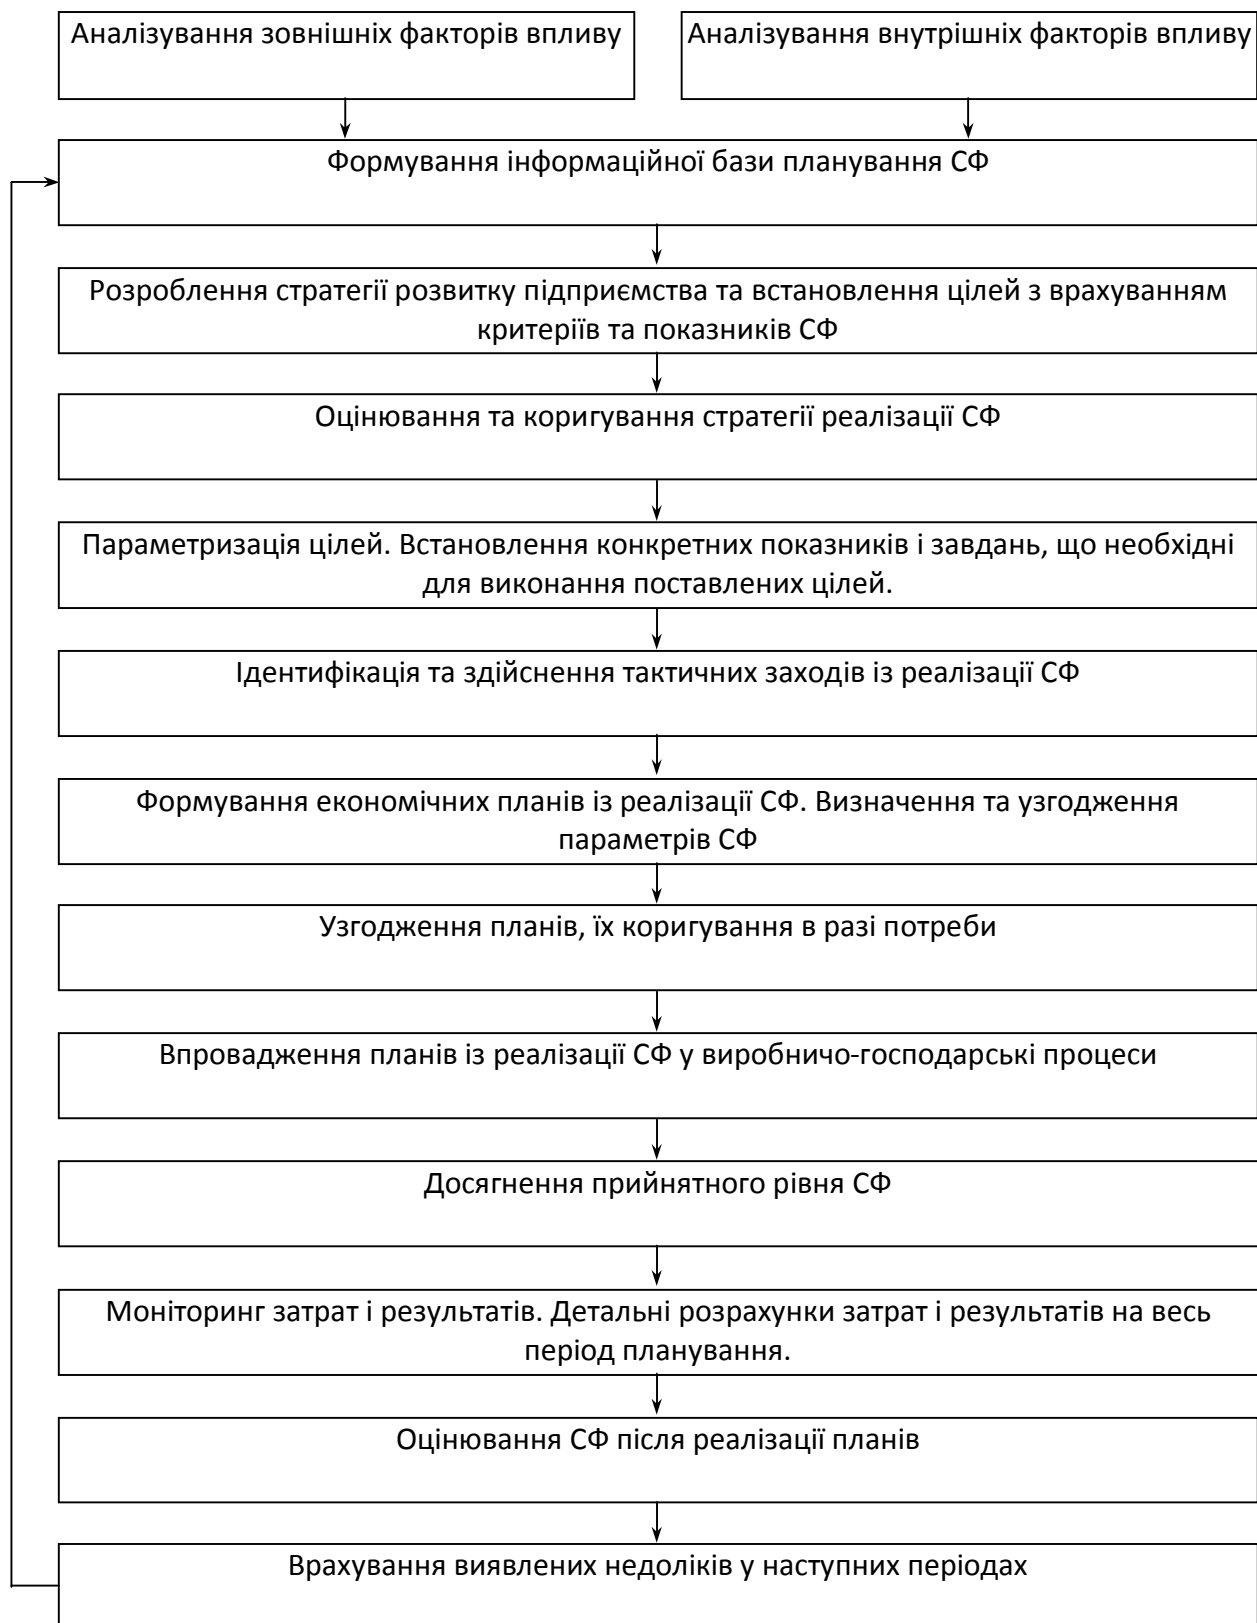 Аналізування зовнішніх факторів впливу
Аналізування внутрішніх факторів впливу
Формування інформаційної бази планування СФ
Розроблення стратегії розвитку підприємства та встановлення цілей з врахуванням
критеріїв та показників СФ
Оцінювання та коригування стратегії реалізації СФ
Параметризація цілей. Встановлення конкретних показників і завдань, що необхідні
для виконання поставлених цілей.
Ідентифікація та здійснення тактичних заходів із реалізації СФ
Формування економічних планів із реалізації СФ. Визначення та узгодження
параметрів СФ
Узгодження планів, їх коригування в разі потреби
Впровадження планів із реалізації СФ у виробничо-господарські процеси
Досягнення прийнятного рівня СФ
Моніторинг затрат і результатів. Детальні розрахунки затрат і результатів на весь
період планування.
Оцінювання СФ після реалізації планів
Врахування виявлених недоліків у наступних періодах